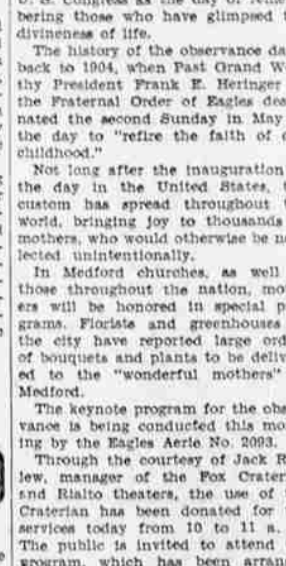 U. S. Congress as the day of remem-
bering those who have glimpsed t
divineness of life.
The history of the observance da
back to 1904, when Past Grand W
thy President Frank E. Heringer
the Fraternal Order of Eagles des
nated the second Sunday in May
the day to "refire the faith of o
childhood."
Not long after the inauguration
the day in the United States, t
custom has spread throughout t
world, bringing joy to thousands
mothers, who would otherwise be ne
lected unintentionally.
In Medford churches, as well
those throughout the nation, mo
ers will be honored in special p
grams. Florists and greenhouses
the city have reported large ord
of bouquets and plants to be deliv
ed to the "wonderful mothers"
Medford.
The keynote program for the obs
vance is being conducted this mo
ing by the Eagles Aerie No. 2093.
Through the courtesy of Jack R
lew, manager of the Fox Crater
and Rialto theaters, the use of
Craterian has been donated for
services today from 10 to 11 a.
The public is invited to attend
program, which has been arran